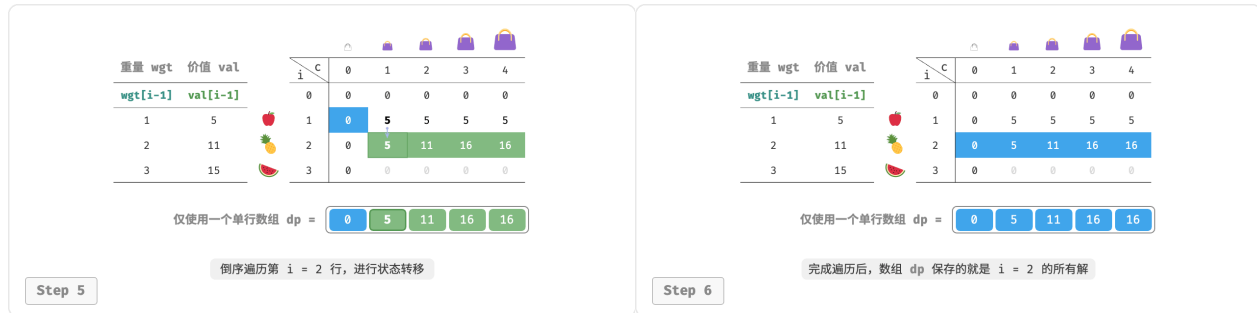 重量 wgt 价值 val
i c 0 1 2 3 4
wgt[i-1] val[i-1]
0 0 0 0 0 0
1 5 1 0 5 5 5 5
2 11 2 0 5 11 16 16
3 15 3 0 0 0 0 0
仅使用一个单行数组 dp = 0 5 11 16 16
倒序遍历第 i = 2 行，进行状态转移
Step 5
重量 wgt 价值 val
i c 0 1 2 3 4
wgt[i-1] val[i-1]
0 0 0 0 0 0
1 5 1 0 5 5 5 5
2 11 2 0 5 11 16 16
3 15 3 0 0 0 0 0
仅使用一个单行数组 dp = 0 5 11 16 16
完成遍历后，数组 dp 保存的就是 i = 2 的所有解
Step 6